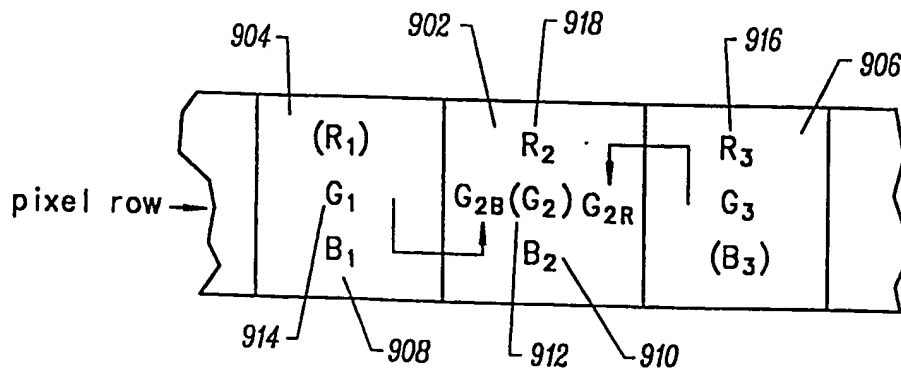 904 902 918 916 906
(R₁) R₂ R₃
pixel row G₁ G₂B(G₂) G₂R G₃
B₁ B₂ (B₃)
914 908 912 910